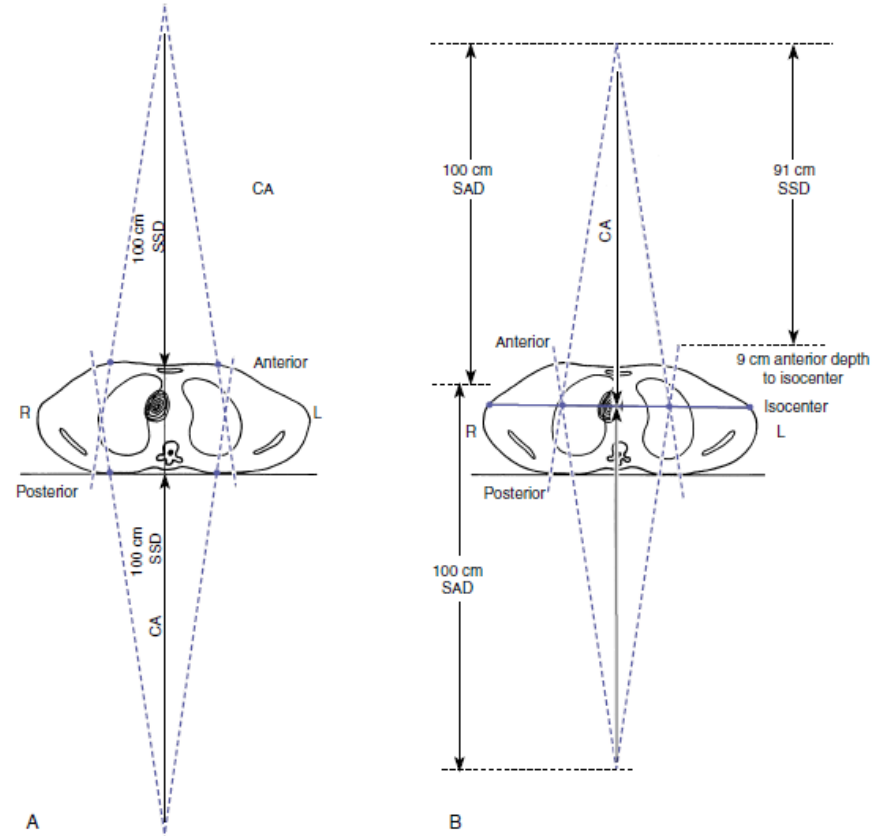 CA
100 cm
SSD
Anterior
R
L
Posterior
100 cm
SSD
CA
A
100 cm
SAD
91 cm
SSD
CA
Anterior
9 cm anterior depth
to isocenter
Isocenter
R
L
Posterior
100 cm
SAD
B